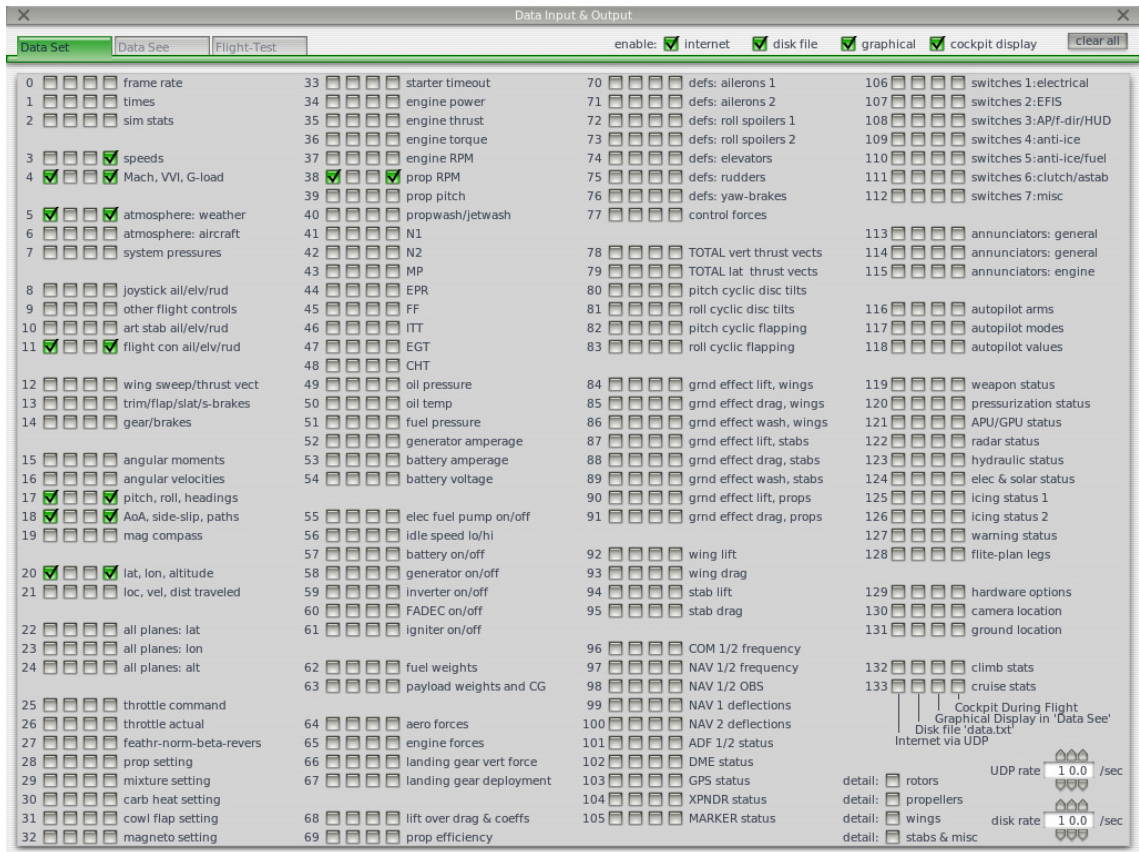 Data Input & Output
Data Set
Data See
Flight-Test
enable: internet disk file graphical cockpit display clear all
0 frame rate
1 times
2 sim stats
3 speeds
4 Mach, VVI, G-load
5 atmosphere: weather
6 atmosphere: aircraft
7 system pressures
8 joystick ail/elv/rud
9 other flight controls
10 art stab ail/elv/rud
11 flight con ail/elv/rud
12 wing sweep/thrust vect
13 trim/flap/slat/s-brakes
14 gear/brakes
15 angular moments
16 angular velocities
17 pitch, roll, headings
18 AoA, side-slip, paths
19 mag compass
20 lat, lon, altitude
21 loc, vel, dist traveled
22 all planes: lat
23 all planes: lon
24 all planes: alt
25 throttle command
26 throttle actual
27 feathr-norm-beta-revers
28 prop setting
29 mixture setting
30 carb heat setting
31 cowl flap setting
32 magneto setting
33 starter timeout
34 engine power
35 engine thrust
36 engine torque
37 engine RPM
38 prop RPM
39 prop pitch
40 propwash/jetwash
41 N1
42 N2
43 MP
44 EPR
45 FF
46 ITT
47 EGT
48 CHT
49 oil pressure
50 oil temp
51 fuel pressure
52 generator amperage
53 battery amperage
54 battery voltage
55 elec fuel pump on/off
56 idle speed lo/hi
57 battery on/off
58 generator on/off
59 inverter on/off
60 FADEC on/off
61 igniter on/off
62 fuel weights
63 payload weights and CG
64 aero forces
65 engine forces
66 landing gear vert force
67 landing gear deployment
68 lift over drag & coeffs
69 prop efficiency
70 defs: ailerons 1
71 defs: ailerons 2
72 defs: roll spoilers 1
73 defs: roll spoilers 2
74 defs: elevators
75 defs: rudders
76 defs: yaw-brakes
77 control forces
78 TOTAL vert thrust vects
79 TOTAL lat thrust vects
80 pitch cyclic disc tilts
81 roll cyclic disc tilts
82 pitch cyclic flapping
83 roll cyclic flapping
84 grnd effect lift, wings
85 grnd effect drag, wings
86 grnd effect wash, wings
87 grnd effect lift, stabs
88 grnd effect drag, stabs
89 grnd effect wash, stabs
90 grnd effect lift, props
91 grnd effect drag, props
92 wing lift
93 wing drag
94 stab lift
95 stab drag
96 COM 1/2 frequency
97 NAV 1/2 frequency
98 NAV 1/2 OBS
99 NAV 1 deflections
100 NAV 2 deflections
101 ADF 1/2 status
102 DME status
103 GPS status
104 XPNDR status
105 MARKER status
106 switches 1:electrical
107 switches 2:EFIS
108 switches 3:AP/f-dir/HUD
109 switches 4:anti-ice
110 switches 5:anti-ice/fuel
111 switches 6:clutch/astab
112 switches 7:misc
113 annunciators: general
114 annunciators: general
115 annunciators: engine
116 autopilot arms
117 autopilot modes
118 autopilot values
119 weapon status
120 pressurization status
121 APU/GPU status
122 radar status
123 hydraulic status
124 elec & solar status
125 icing status 1
126 icing status 2
127 warning status
128 flite-plan legs
129 hardware options
130 camera location
131 ground location
132 climb stats
133 cruise stats
Cockpit During Flight
Graphical Display in 'Data See'
Disk file 'data.txt'
Internet via UDP
detail: rotors
detail: propellers
detail: wings
detail: stabs & misc
UDP rate 1 0.0 /sec
disk rate 1 0.0 /sec